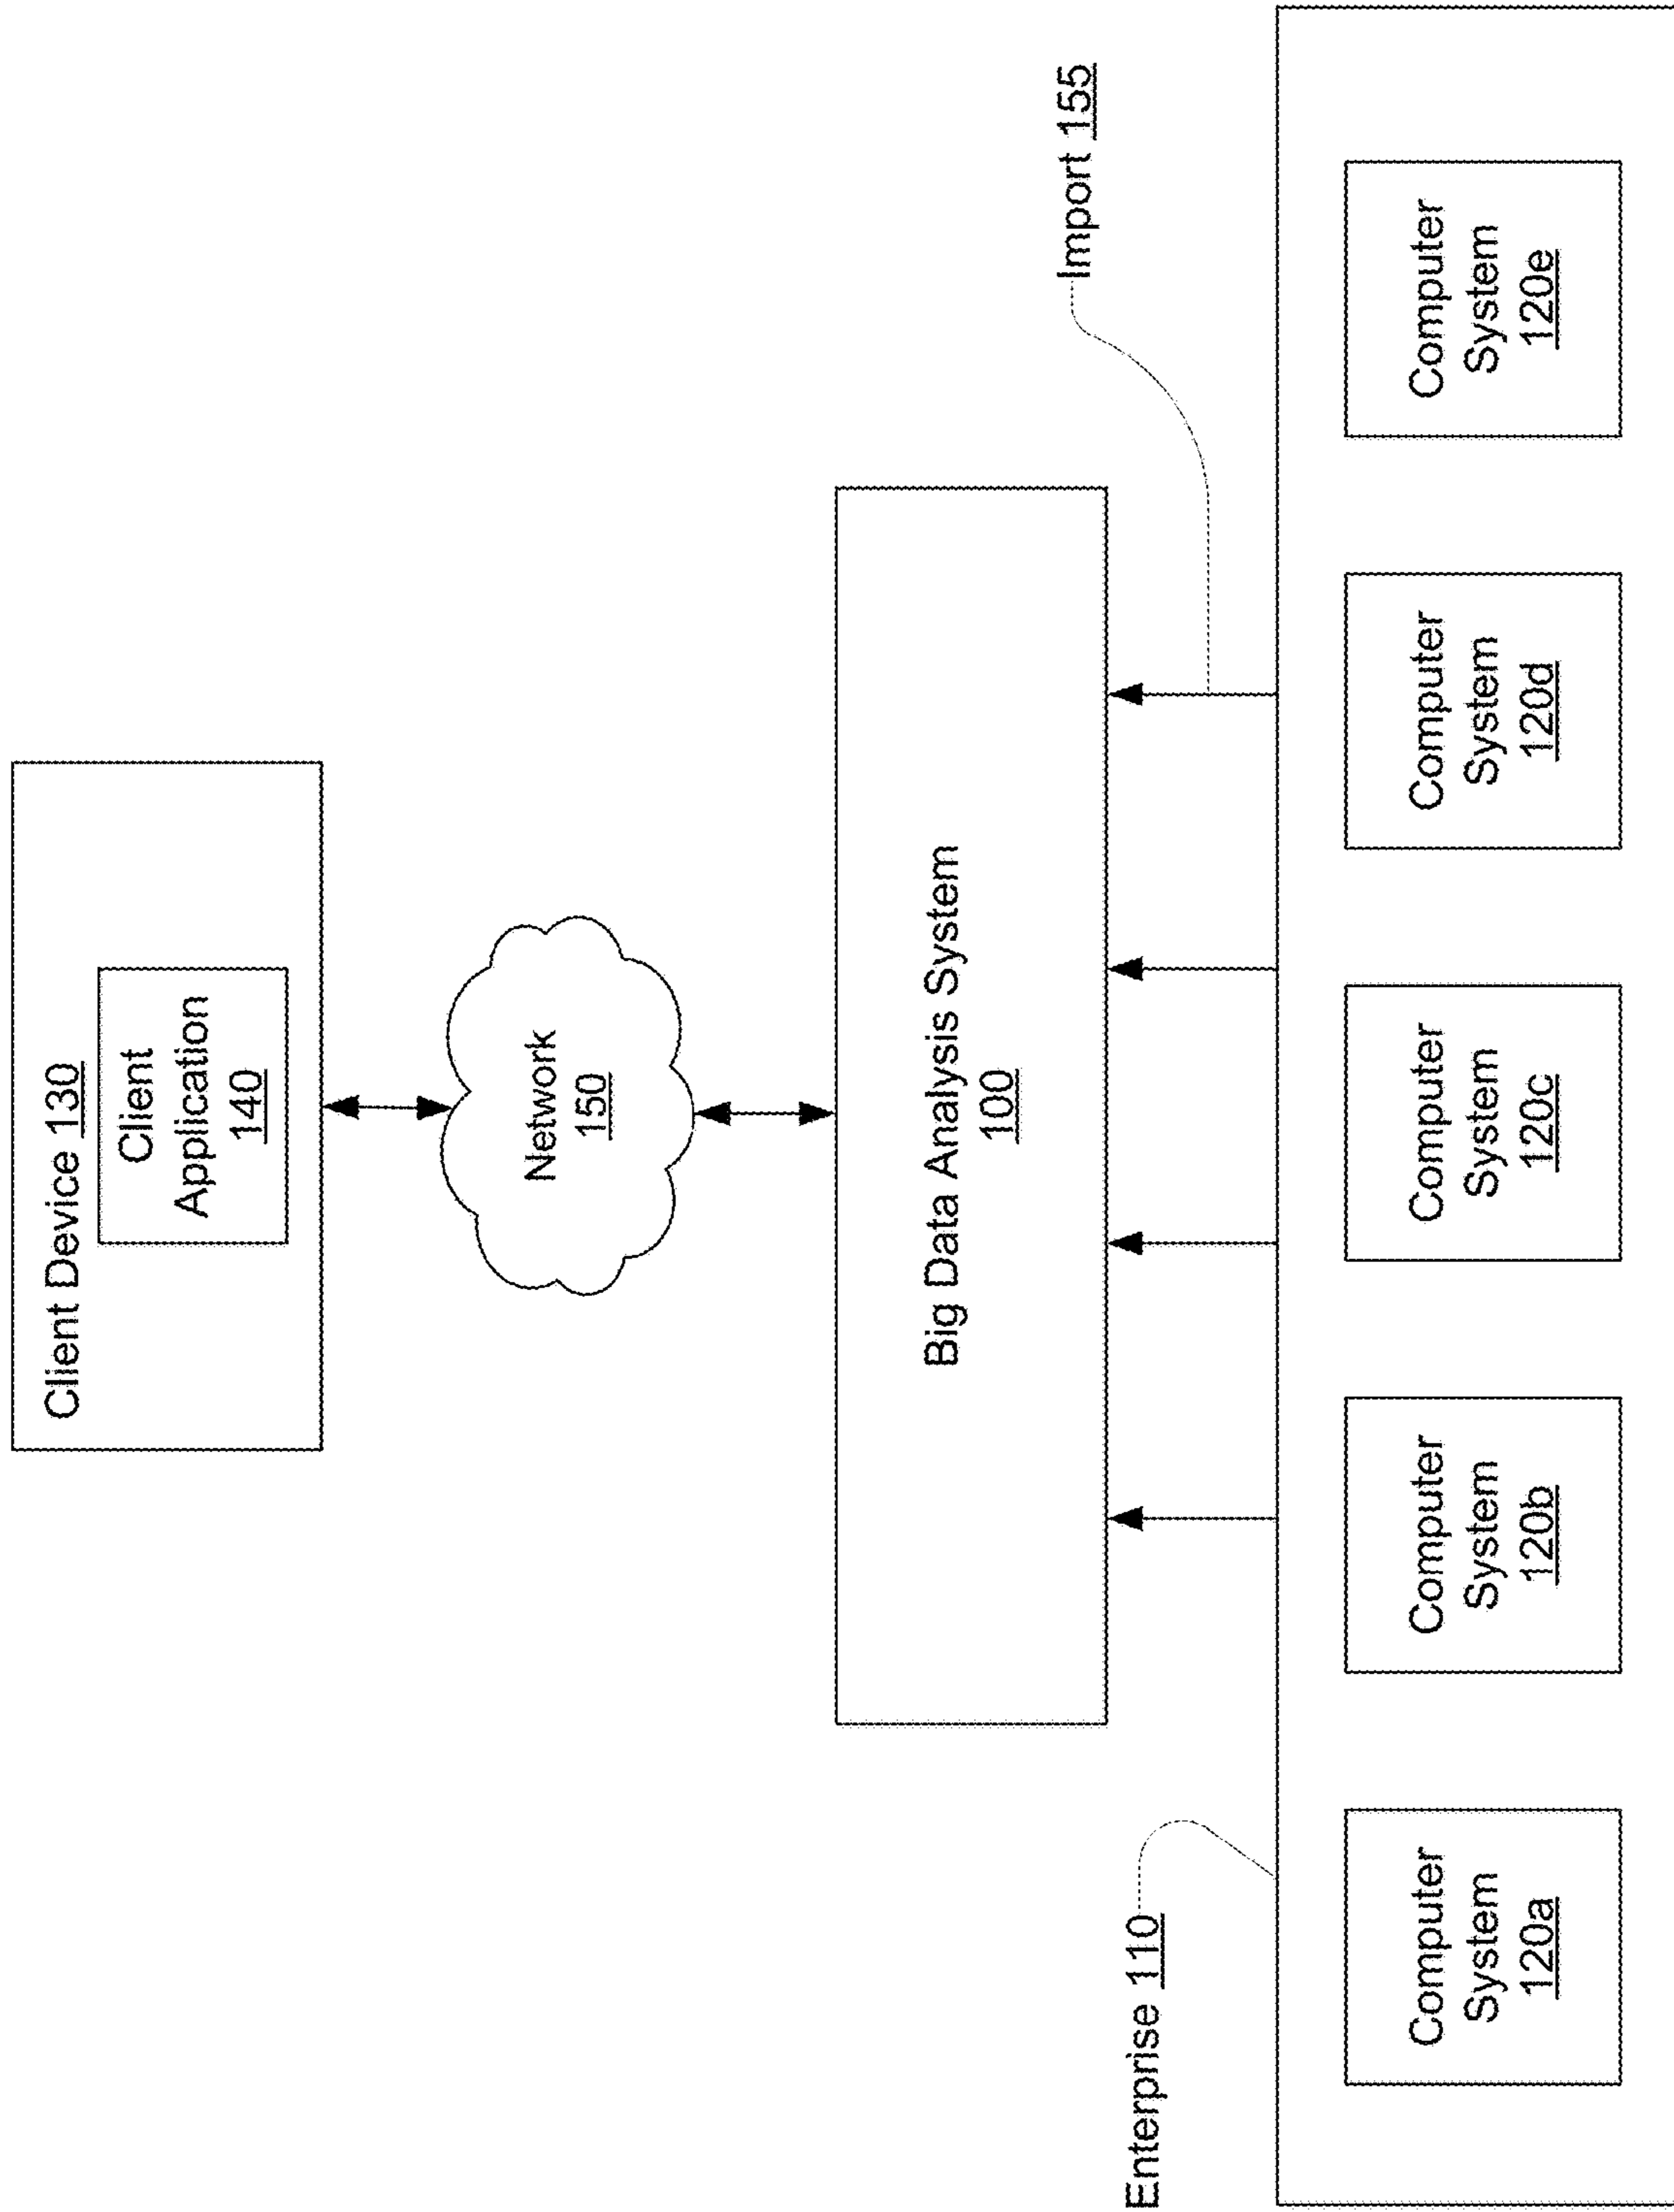 Client Device 130
Client
Application
140
Network
150
Big Data Analysis System
100
Import 155
Enterprise 110
Computer
System
120a
Computer
System
120b
Computer
System
120c
Computer
System
120d
Computer
System
120e